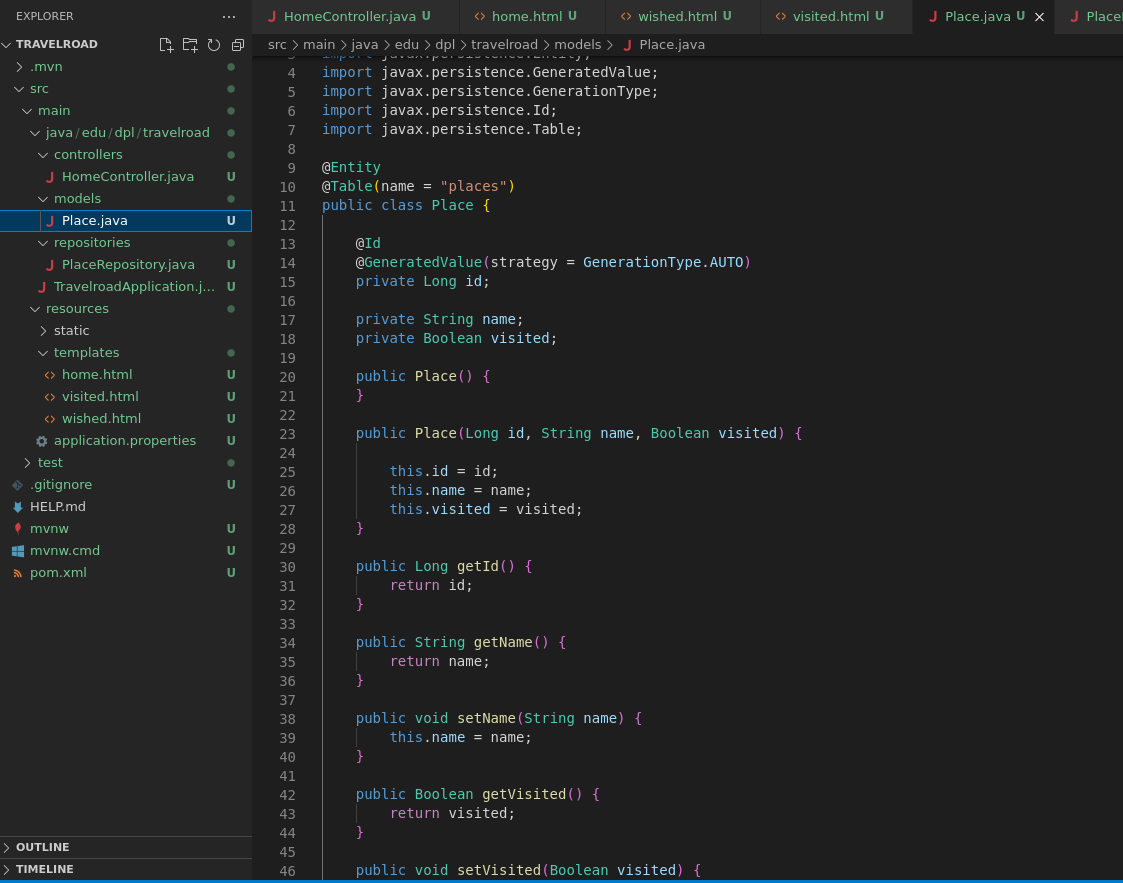 EXPLORER
TRAVELROAD
.mvn
src
main
java/edu/dpl/travelroad
controllers
HomeController.java U
models
Place.java U
repositories
PlaceRepository.java U
TravelroadApplication.j... U
resources
static
templates
home.html U
visited.html U
wished.html U
application.properties U
test
.gitignore U
HELP.md
mvnw U
mvnw.cmd U
pom.xml U
OUTLINE
TIMELINE
HomeController.java U home.html U wished.html U visited.html U Place.java U Place
src > main > java > edu > dpl > travelroad > models > Place.java
3 import javax.persistence.Entity;
4 import javax.persistence.GeneratedValue;
5 import javax.persistence.GenerationType;
6 import javax.persistence.Id;
7 import javax.persistence.Table;
8
9 @Entity
10 @Table(name = "places")
11 public class Place {
12
13 @Id
14 @GeneratedValue(strategy = GenerationType.AUTO)
15 private Long id;
16
17 private String name;
18 private Boolean visited;
19
20 public Place() {
21 }
22
23 public Place(Long id, String name, Boolean visited) {
24
25 this.id = id;
26 this.name = name;
27 this.visited = visited;
28 }
29
30 public Long getId() {
31 return id;
32 }
33
34 public String getName() {
35 return name;
36 }
37
38 public void setName(String name) {
39 this.name = name;
40 }
41
42 public Boolean getVisited() {
43 return visited;
44 }
45
46 public void setVisited(Boolean visited) {